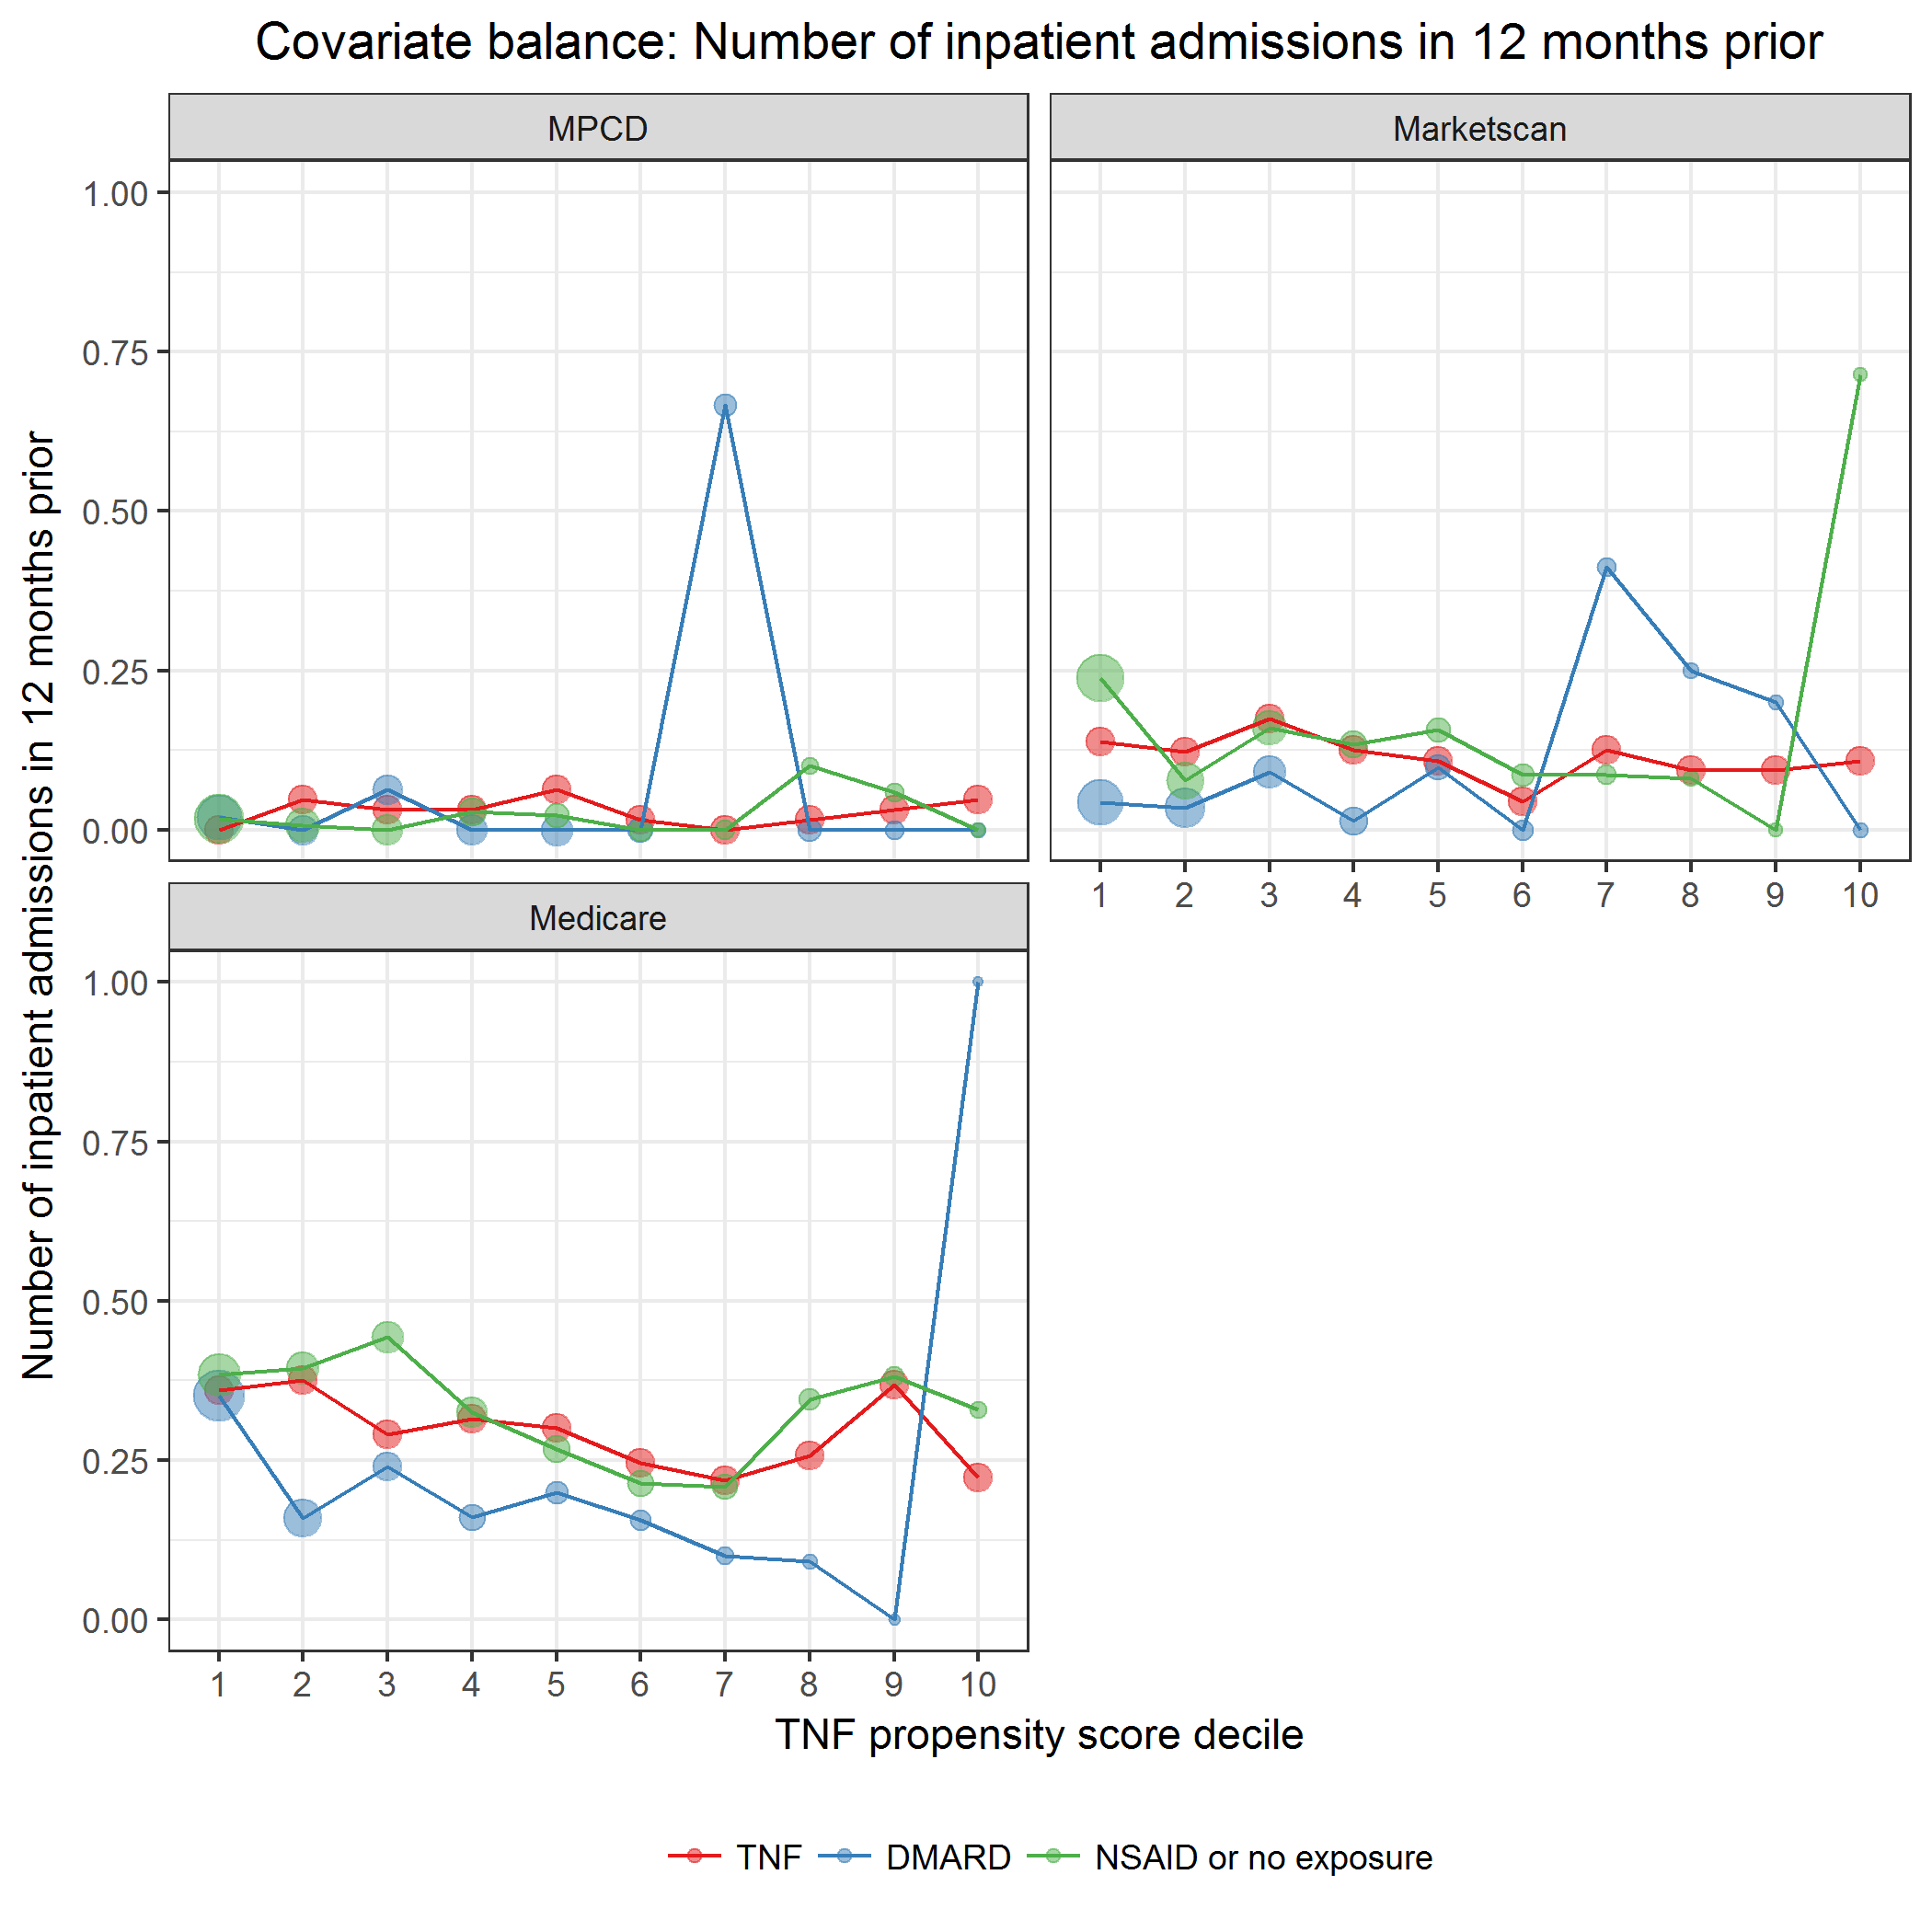 Covariate balance: Number of inpatient admissions in 12 months prior
MPCD
Marketscan
1.00
0.75
0.50
0.25
0.00
1 2 3 4 5 6 7 8 9 10
Medicare
1.00
0.75
0.50
0.25
0.00
1 2 3 4 5 6 7 8 9 10
Number of inpatient admissions in 12 months prior
TNF propensity score decile
TNF DMARD NSAID or no exposure